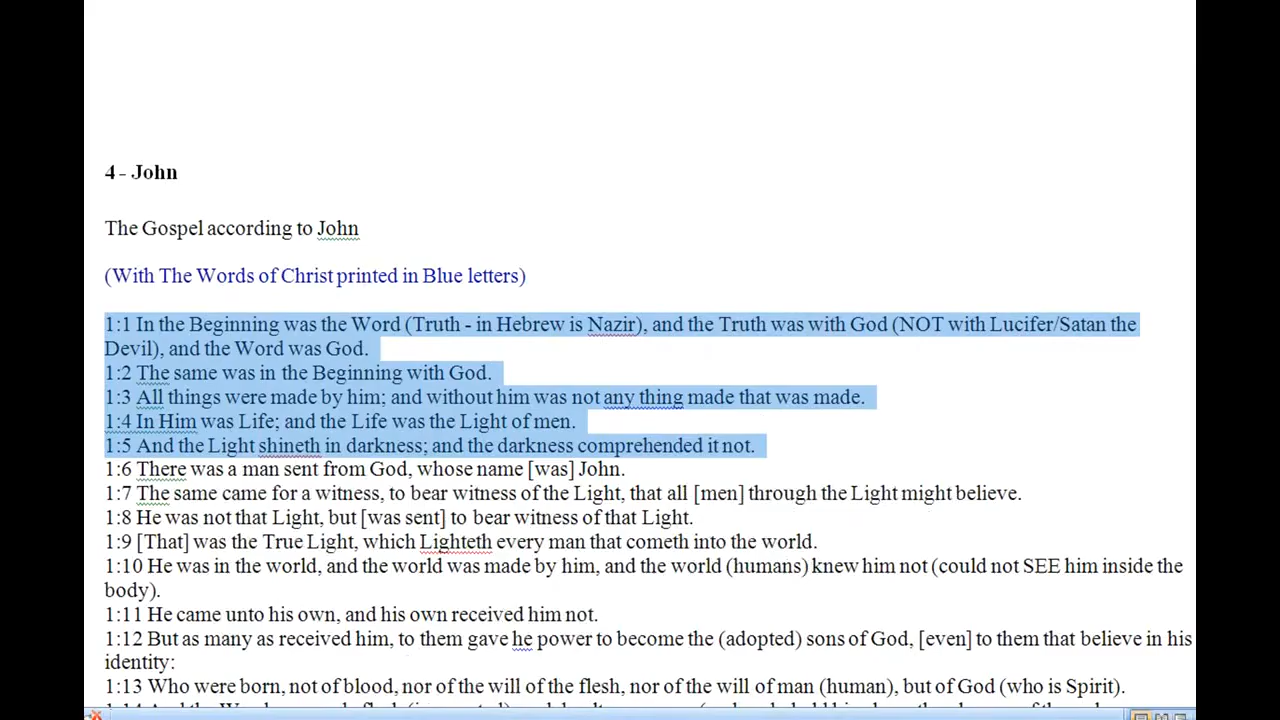 4 - John
The Gospel according to John
(With The Words of Christ printed in Blue letters)
1:1 In the Beginning was the Word (Truth - in Hebrew is Nazir), and the Truth was with God (NOT with Lucifer/Satan the
Devil), and the Word was God.
1:2 The same was in the Beginning with God.
1:3 All things were made by him; and without him was not any thing made that was made.
1:4 In Him was Life; and the Life was the Light of men.
1:5 And the Light shineth in darkness; and the darkness comprehended it not.
1:6 There was a man sent from God, whose name [was] John.
1:7 The same came for a witness, to bear witness of the Light, that all [men] through the Light might believe.
1:8 He was not that Light, but [was sent] to bear witness of that Light.
1:9 [That] was the True Light, which Lighteth every man that cometh into the world.
1:10 He was in the world, and the world was made by him, and the world (humans) knew him not (could not SEE him inside the
body).
1:11 He came unto his own, and his own received him not.
1:12 But as many as received him, to them gave he power to become the (adopted) sons of God, [even] to them that believe in his
identity:
1:13 Who were born, not of blood, nor of the will of the flesh, nor of the will of man (human), but of God (who is Spirit).